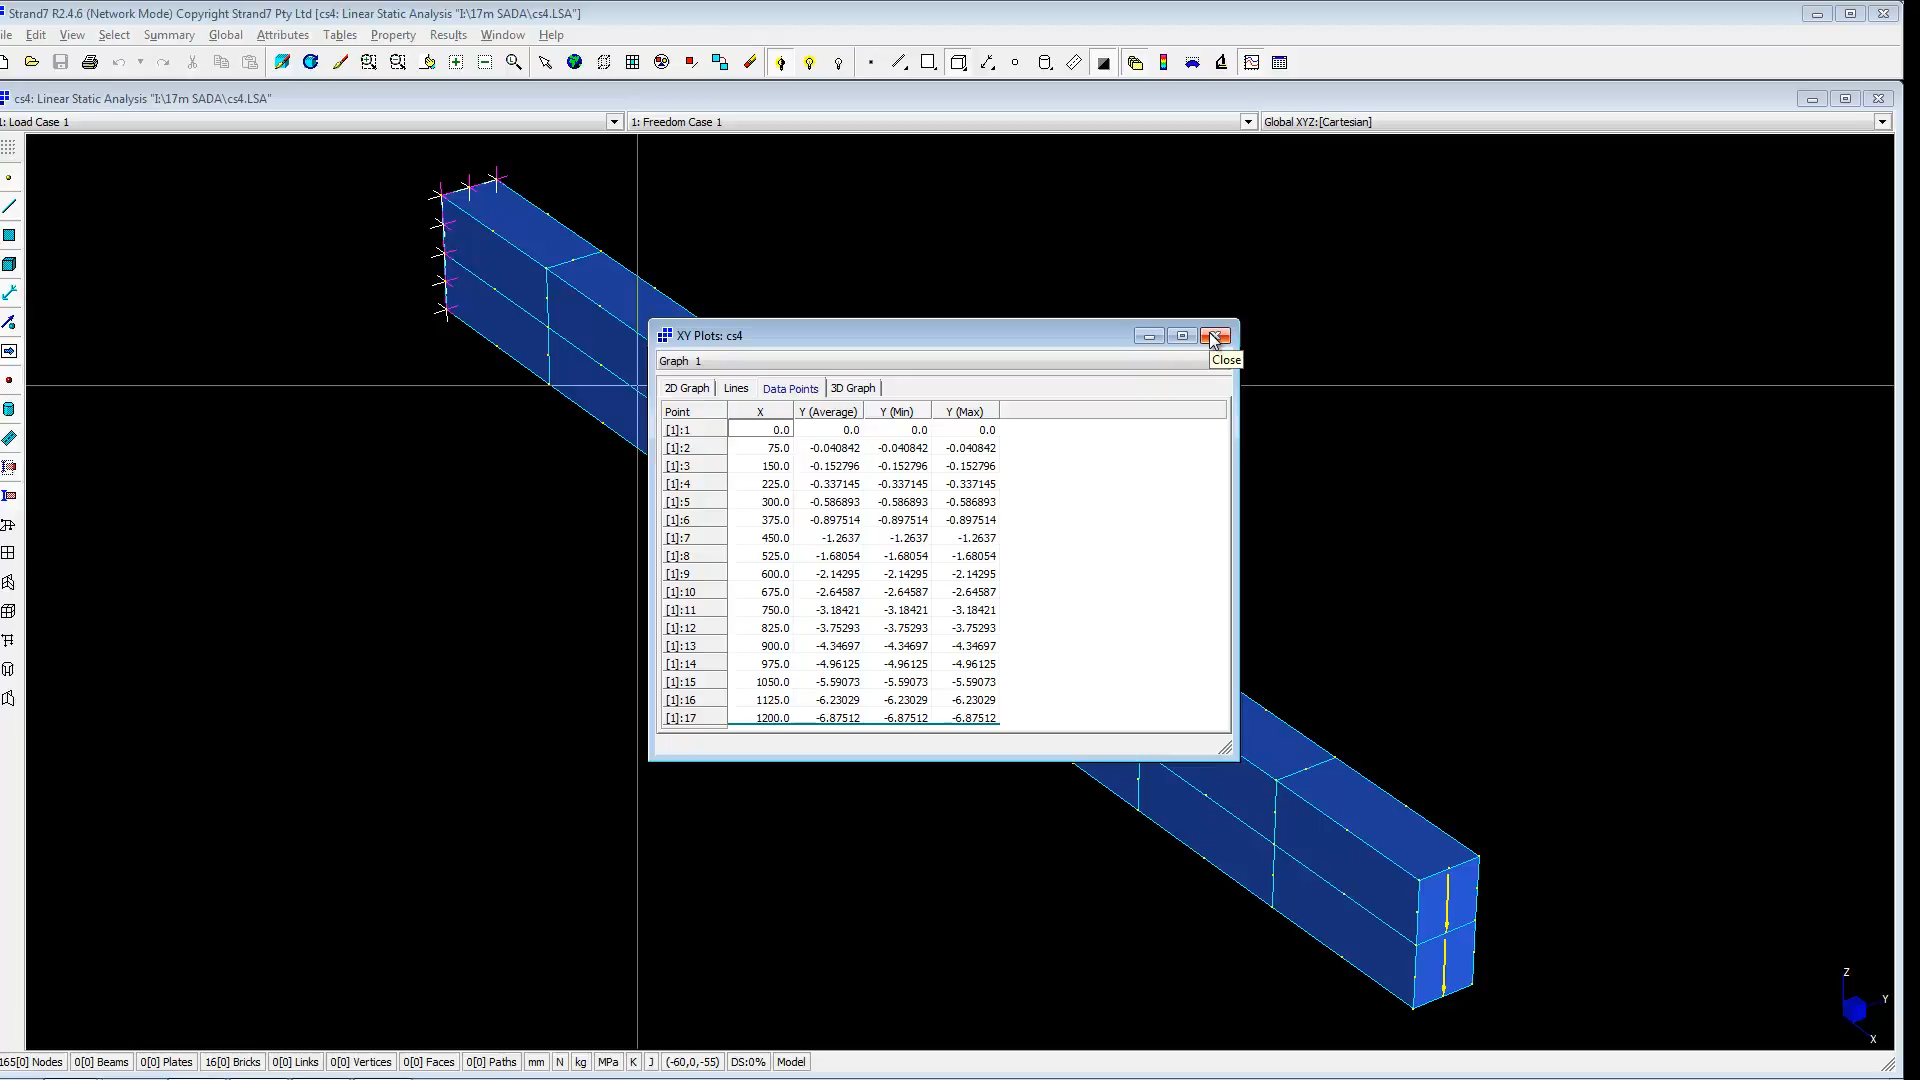 Strand7 R2.4.6 (Network Mode) Copyright Strand7 Pty Ltd [cs4: Linear Static Analysis "I:\17m SADA\cs4.LSA"]
ile Edit View Select Summary Global Attributes Tables Property Results Window Help
cs4: Linear Static Analysis "I:\17m SADA\cs4.LSA"
1: Load Case 1 1: Freedom Case 1 Global XYZ:[Cartesian]
XY Plots: cs4
Graph 1
Close
2D Graph Lines Data Points 3D Graph
Point X Y (Average) Y (Min) Y (Max)
[1]:1 0.0 0.0 0.0 0.0
[1]:2 75.0 -0.040842 -0.040842 -0.040842
[1]:3 150.0 -0.152796 -0.152796 -0.152796
[1]:4 225.0 -0.337145 -0.337145 -0.337145
[1]:5 300.0 -0.586893 -0.586893 -0.586893
[1]:6 375.0 -0.897514 -0.897514 -0.897514
[1]:7 450.0 -1.2637 -1.2637 -1.2637
[1]:8 525.0 -1.68054 -1.68054 -1.68054
[1]:9 600.0 -2.14295 -2.14295 -2.14295
[1]:10 675.0 -2.64587 -2.64587 -2.64587
[1]:11 750.0 -3.18421 -3.18421 -3.18421
[1]:12 825.0 -3.75293 -3.75293 -3.75293
[1]:13 900.0 -4.34697 -4.34697 -4.34697
[1]:14 975.0 -4.96125 -4.96125 -4.96125
[1]:15 1050.0 -5.59073 -5.59073 -5.59073
[1]:16 1125.0 -6.23029 -6.23029 -6.23029
[1]:17 1200.0 -6.87512 -6.87512 -6.87512
Z
Y
X
165[0] Nodes 0[0] Beams 0[0] Plates 16[0] Bricks 0[0] Links 0[0] Vertices 0[0] Faces 0[0] Paths mm N kg MPa K J (-60,0,-55) DS:0% Model